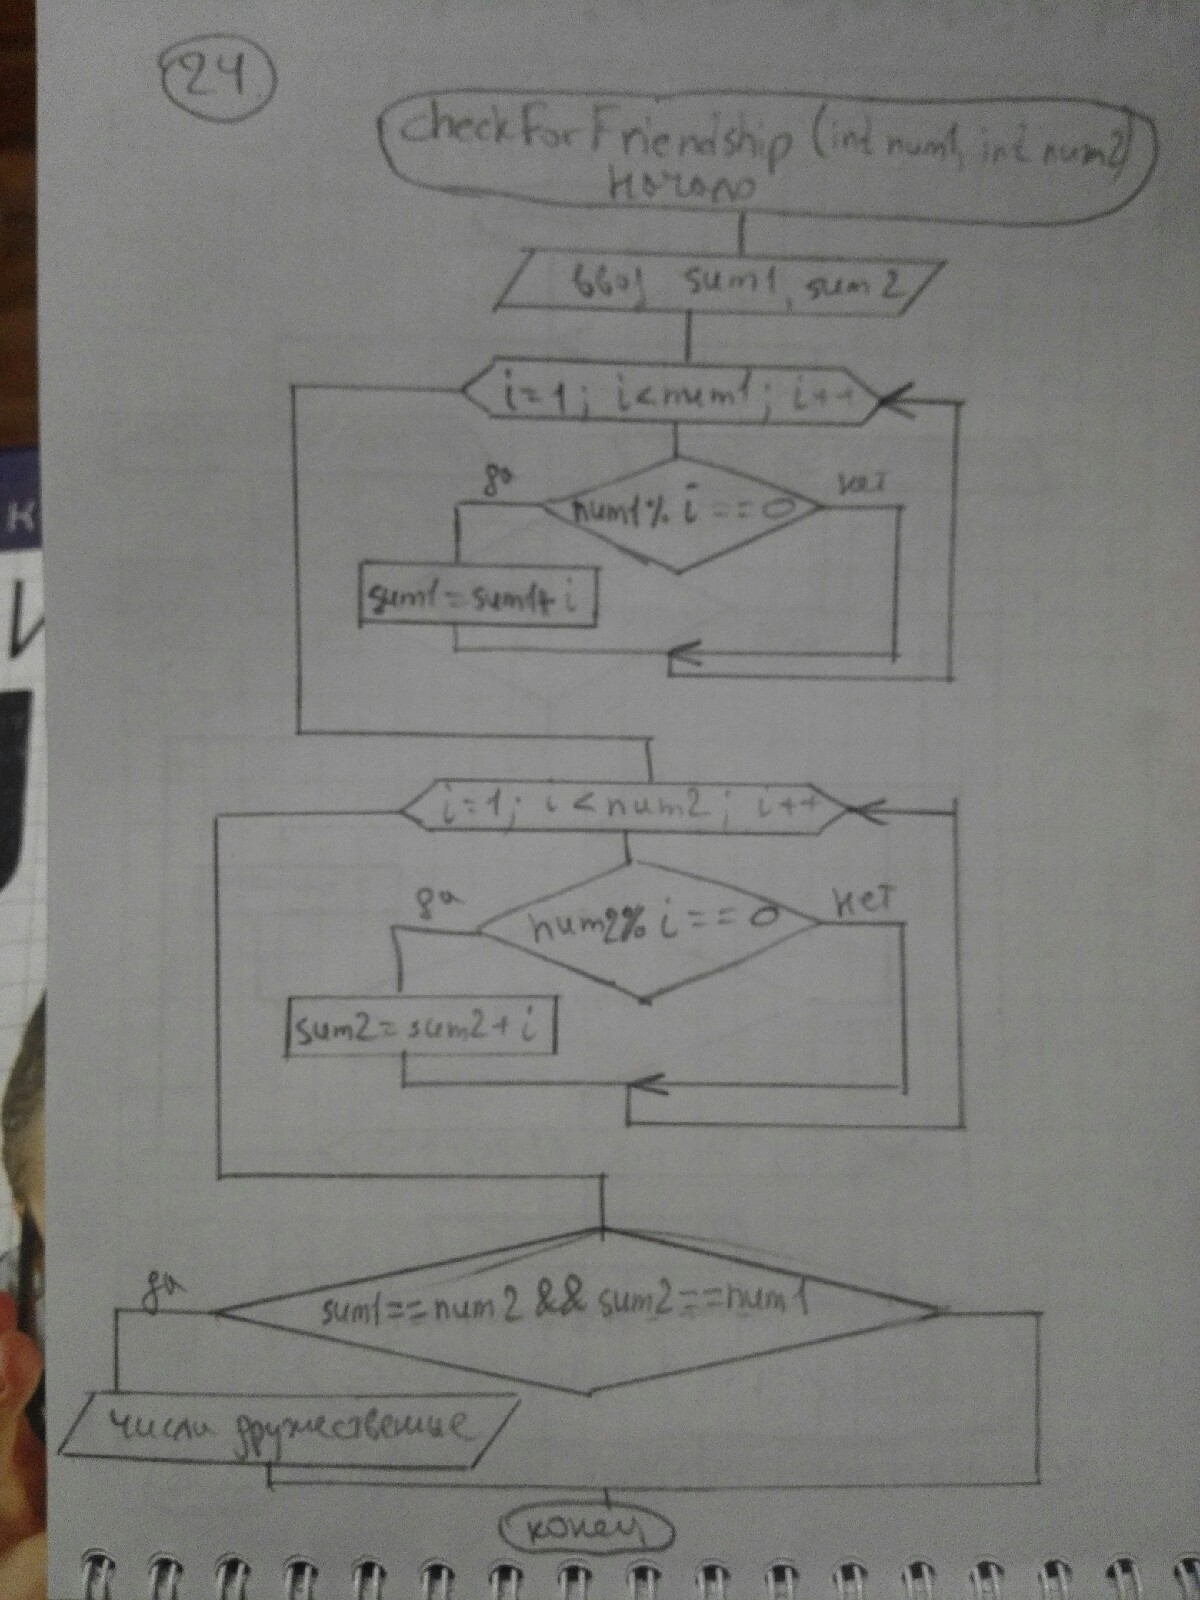 24
checkForFriendship (int num1, int num2)
начало
ввод sum1, sum2
i=1; i<num1; i++
да
нет
num1% i ==0
sum1=sum1+ i
i=1; i <num2; i++
да
нет
num2% i == 0
sum2=sum2+ i
да
sum1==num2 && sum2==num1
числа дружественные
конец
К